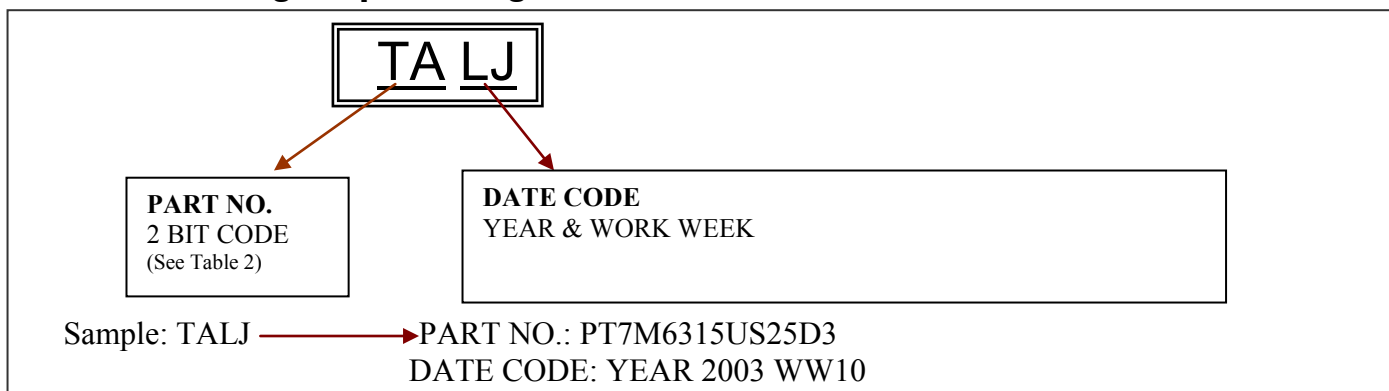 TA LJ
PART NO.
2 BIT CODE
(See Table 2)
DATE CODE
YEAR & WORK WEEK
Sample: TALJ PART NO.: PT7M6315US25D3
DATE CODE: YEAR 2003 WW10